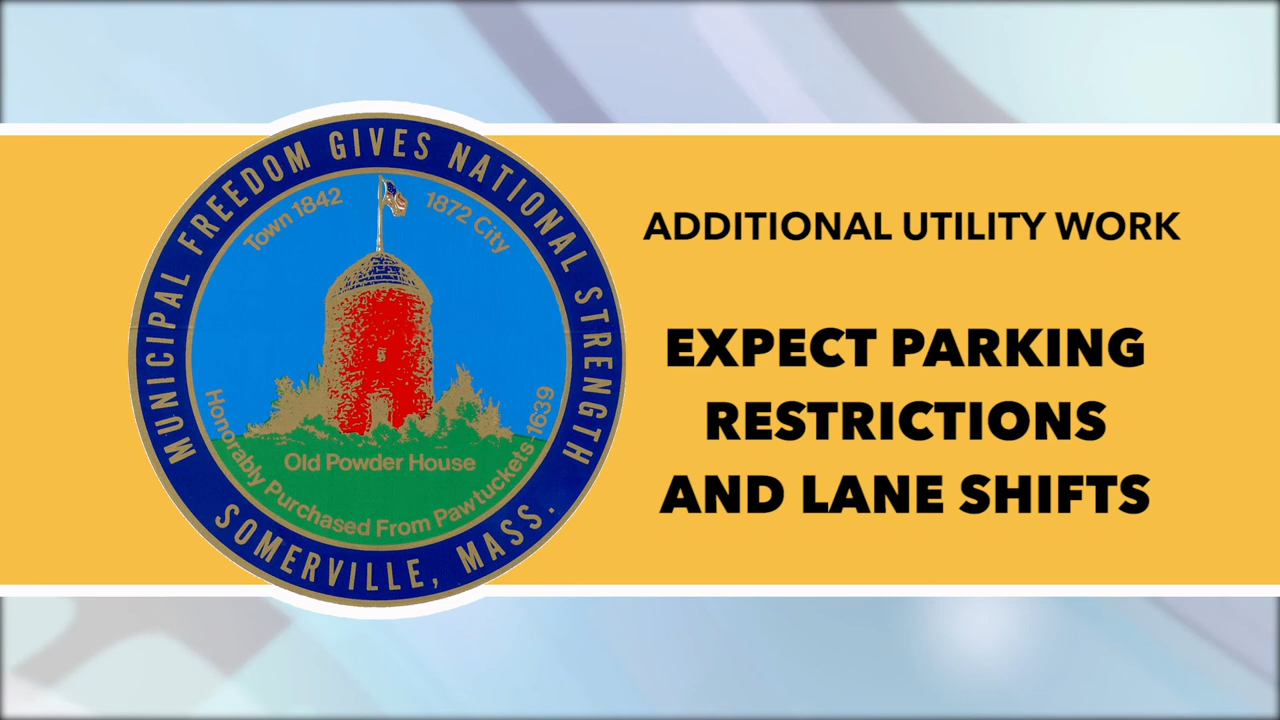 MUNICIPAL FREEDOM GIVES NATIONAL STRENGTH
Town 1842
1872 City
Old Powder House
Honorably Purchased From Pawtuckets 1639
SOMERVILLE, MASS.
ADDITIONAL UTILITY WORK
EXPECT PARKING
RESTRICTIONS
AND LANE SHIFTS